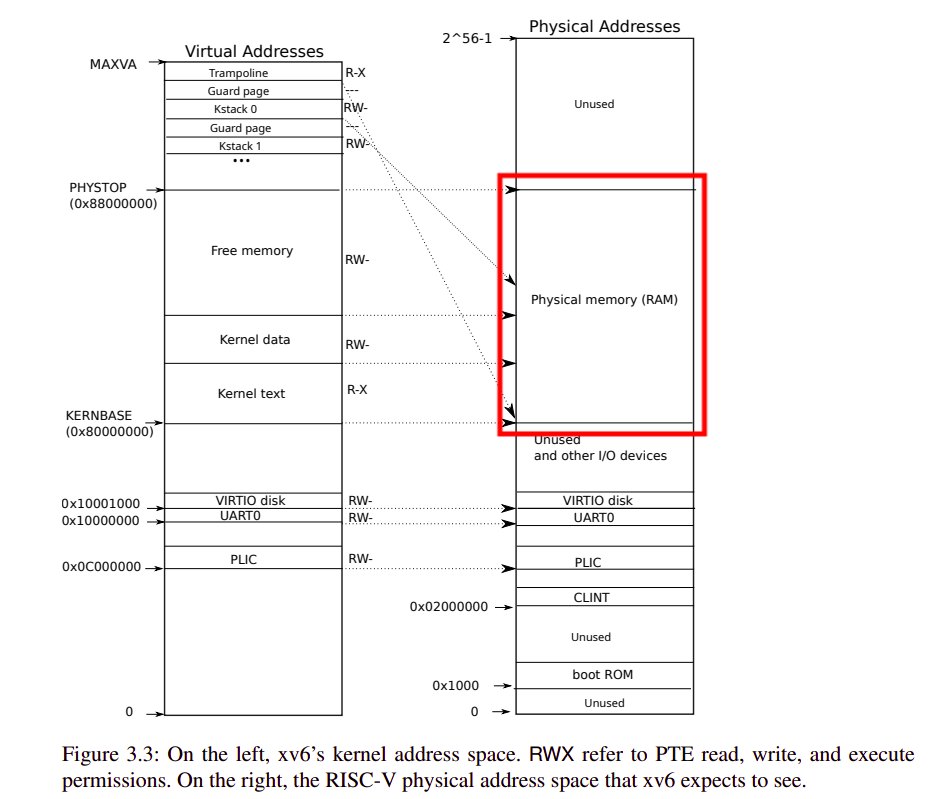 Virtual Addresses
MAXVA
Trampoline
R-X
Guard page
---
Kstack 0
RW-
Guard page
---
Kstack 1
RW-
...
PHYSTOP
(0x88000000)
Free memory
RW-
Kernel data
RW-
Kernel text
R-X
KERNBASE
(0x80000000)
0x10001000
VIRTIO disk
RW-
0x10000000
UART0
RW-
0x0C000000
PLIC
RW-
0
Physical Addresses
2^56-1
Unused
Physical memory (RAM)
Unused
and other I/O devices
VIRTIO disk
UART0
PLIC
CLINT
0x02000000
Unused
boot ROM
0x1000
Unused
0
Figure 3.3: On the left, xv6's kernel address space. RWX refer to PTE read, write, and execute
permissions. On the right, the RISC-V physical address space that xv6 expects to see.